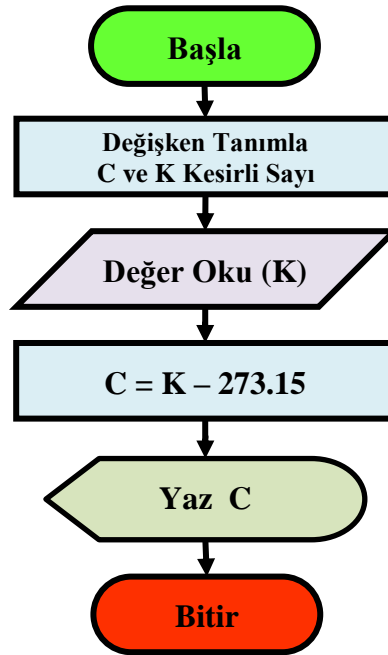 Başla
Değişken Tanımla
C ve K Kesirli Sayı
Değer Oku (K)
C = K – 273.15
Yaz C
Bitir